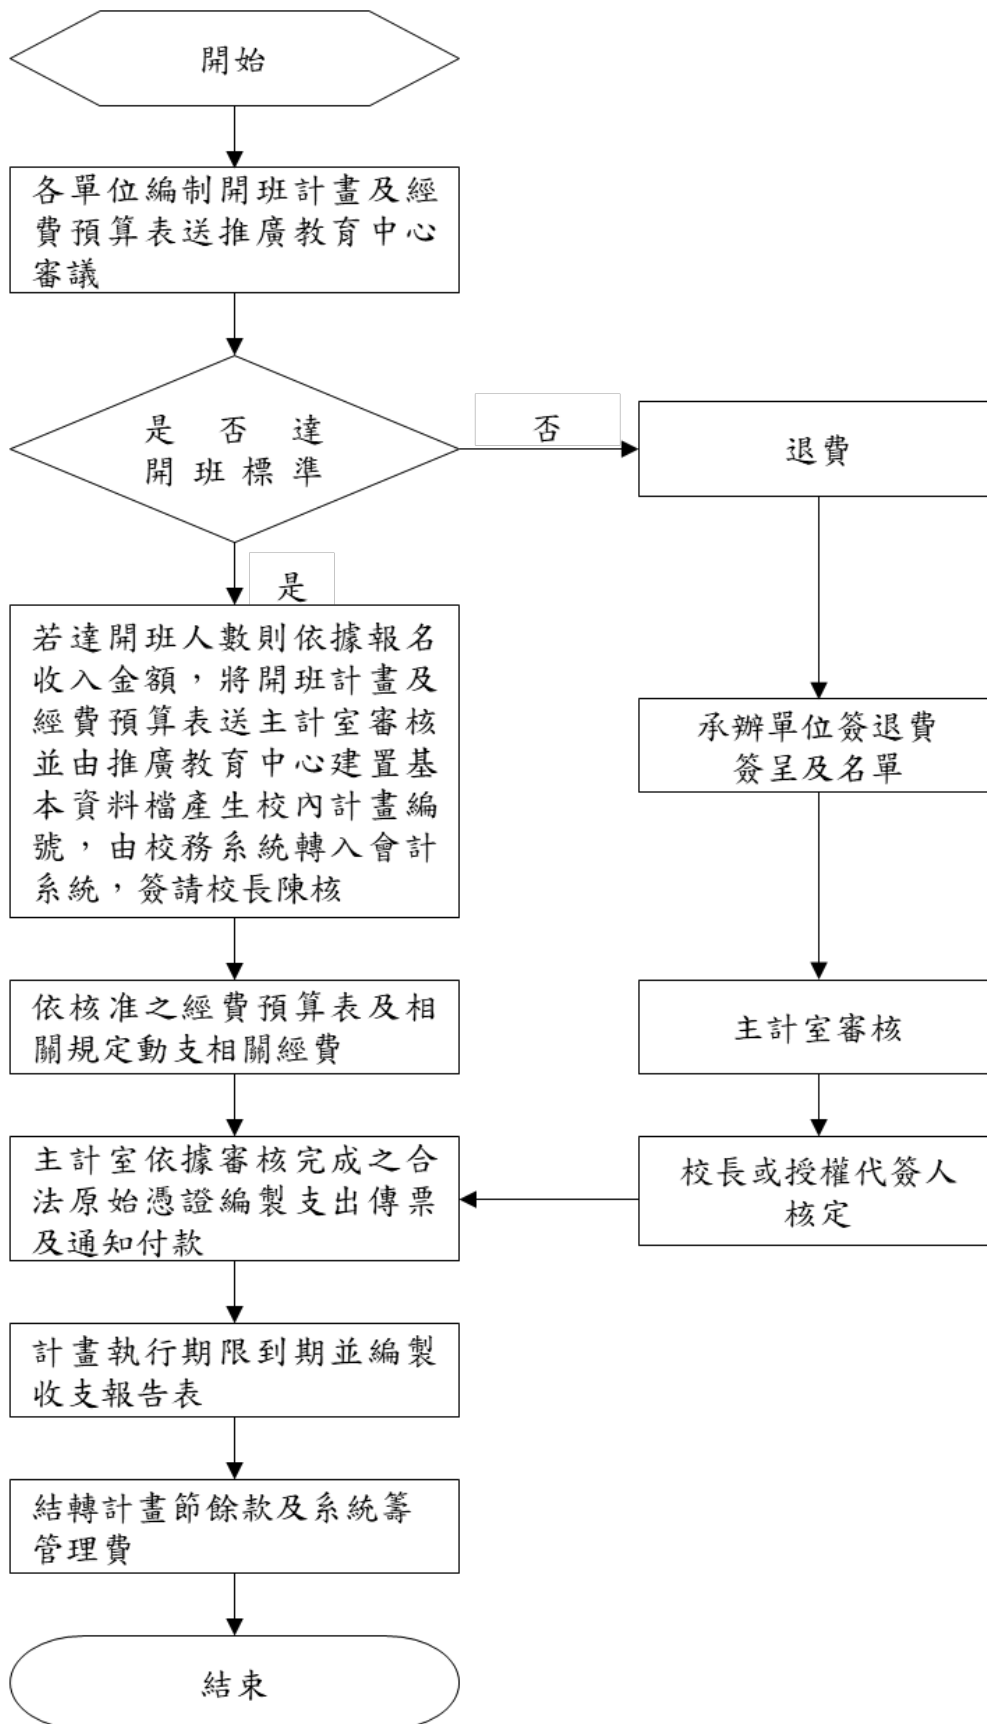 開始
各單位編制開班計畫及經
費預算表送推廣教育中心
審議
是否達
開班標準
否
退費
是
若達開班人數則依據報名
收入金額，將開班計畫及
經費預算表送主計室審核
並由推廣教育中心建置基
本資料檔產生校內計畫編
號，由校務系統轉入會計
系統，簽請校長陳核
承辦單位簽退費
簽呈及名單
依核准之經費預算表及相
關規定動支相關經費
主計室審核
主計室依據審核完成之合
法原始憑證編製支出傳票
及通知付款
校長或授權代簽人
核定
計畫執行期限到期並編製
收支報告表
結轉計畫節餘款及系統籌
管理費
結束